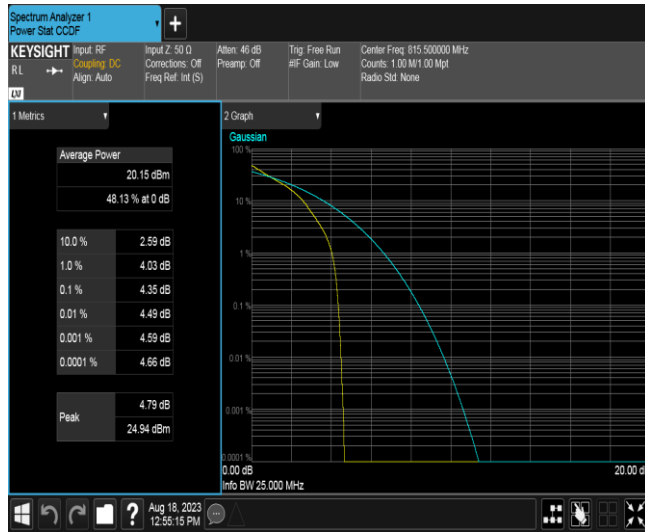 Spectrum Analyzer 1
Power Stat CCDF
+
KEYSIGHT
RL
LXI
Input: RF
Coupling: DC
Align: Auto
Input Z: 50 Ω
Corrections: Off
Freq Ref: Int (S)
Atten: 46 dB
Preamp: Off
Trig: Free Run
#IF Gain: Low
Center Freq: 815.500000 MHz
Counts: 1.00 M/1.00 Mpt
Radio Std: None
1 Metrics
Average Power
20.15 dBm
48.13 % at 0 dB
10.0 % 2.59 dB
1.0 % 4.03 dB
0.1 % 4.35 dB
0.01 % 4.49 dB
0.001 % 4.59 dB
0.0001 % 4.66 dB
Peak
4.79 dB
24.94 dBm
2 Graph
Gaussian
100 %
10 %
1 %
0.1 %
0.01 %
0.001 %
0.0001 %
0.00 dB
20.00 d
Info BW 25.000 MHz
?
Aug 18, 2023
12:55:15 PM